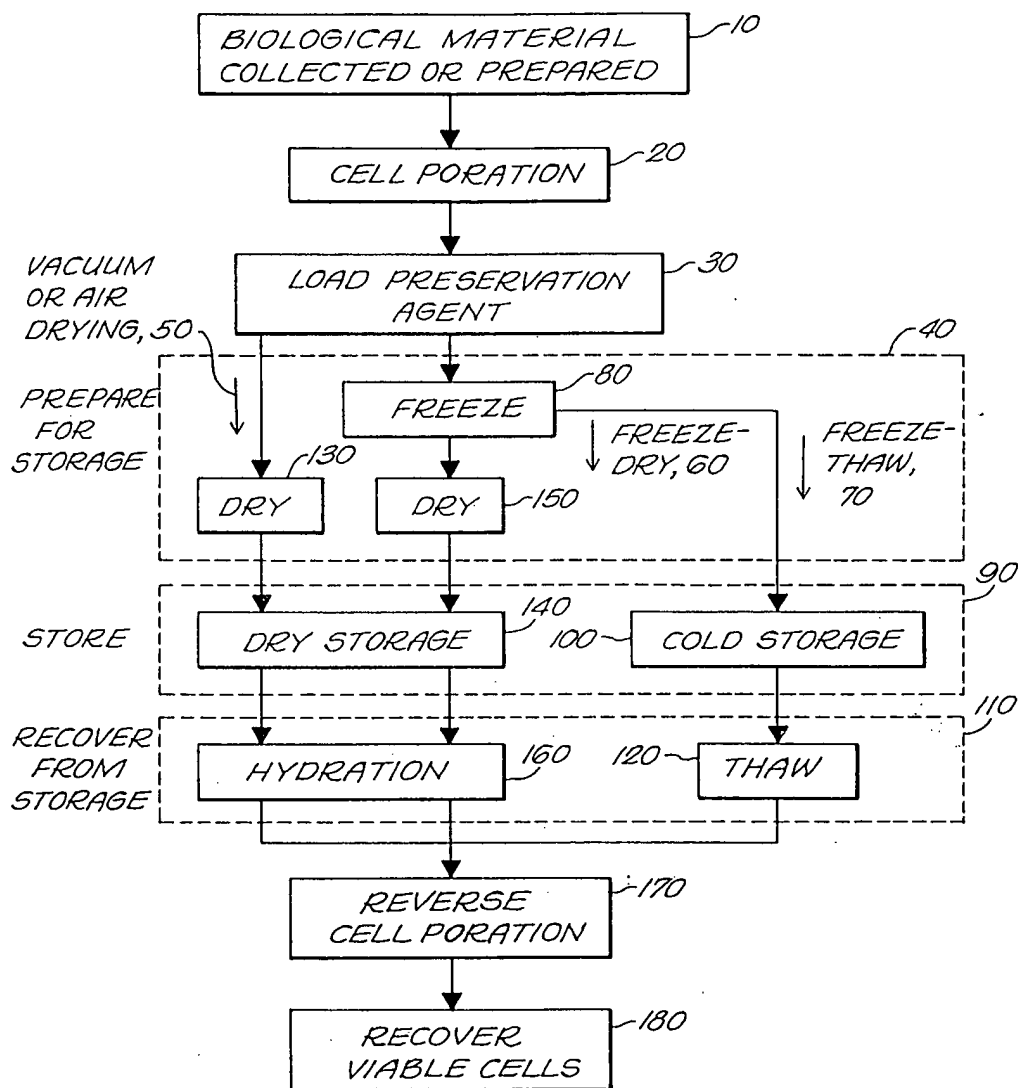 BIOLOGICAL MATERIAL
COLLECTED OR PREPARED
10
CELL PORATION
20
LOAD PRESERVATION
AGENT
30
VACUUM
OR AIR
DRYING, 50
40
PREPARE
FOR
STORAGE
FREEZE
80
FREEZE-
DRY, 60
FREEZE-
THAW,
70
130
DRY
DRY
150
90
STORE
DRY STORAGE
140
100
COLD STORAGE
110
RECOVER
FROM
STORAGE
HYDRATION
160
120
THAW
REVERSE
CELL PORATION
170
RECOVER
VIABLE CELLS
180